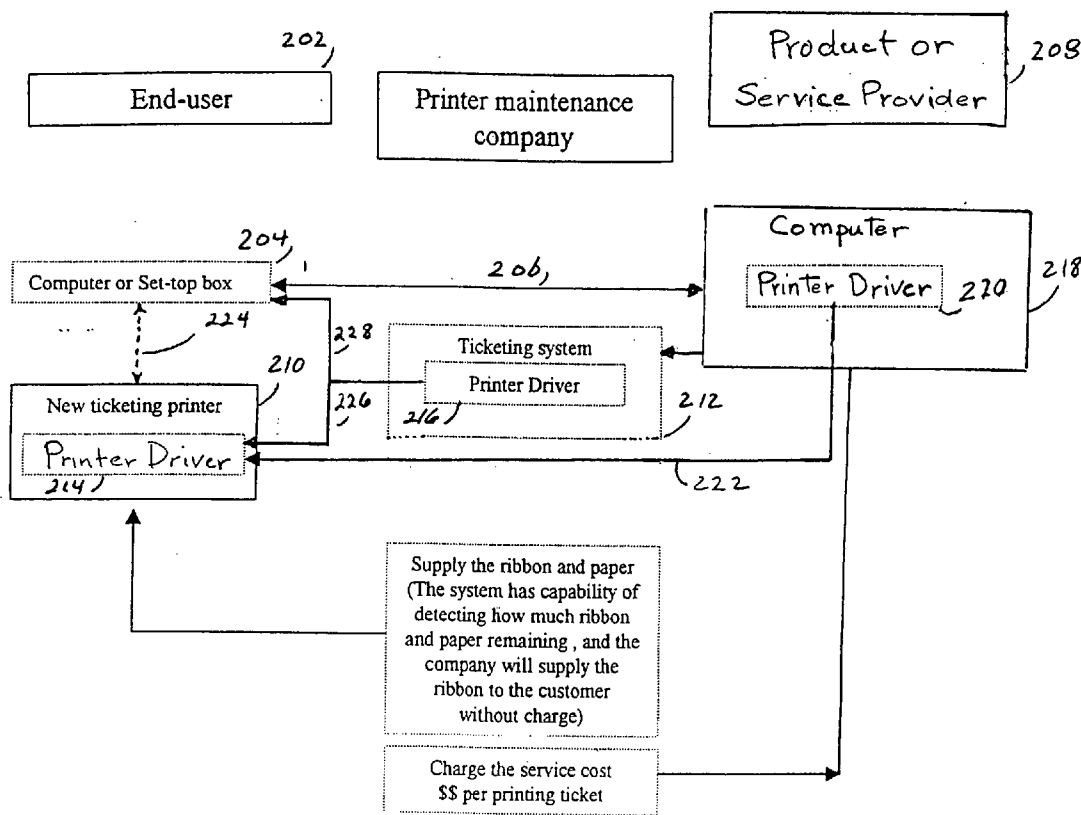 202
End-user
Printer maintenance
company
Product or
Service Provider
208
204
Computer or Set-top box
206
Computer
Printer Driver
220
218
224
228
Ticketing system
Printer Driver
216
212
210
New ticketing printer
Printer Driver
214
226
222
Supply the ribbon and paper
(The system has capability of
detecting how much ribbon
and paper remaining , and the
company will supply the
ribbon to the customer
without charge)
Charge the service cost
$$ per printing ticket